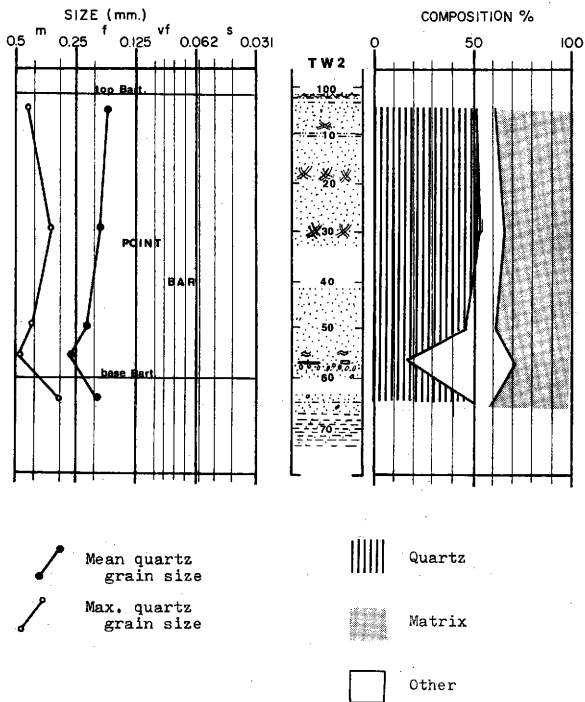 SIZE (mm.)
m f vf s
0.5 0.25 0.125 0.062 0.031
top Bart.
POINT
BAR
base Bart.
TW2
100
10
20
30
40
50
60
70
COMPOSITION %
0 50 100
Mean quartz
grain size
Max. quartz
grain size
Quartz
Matrix
Other